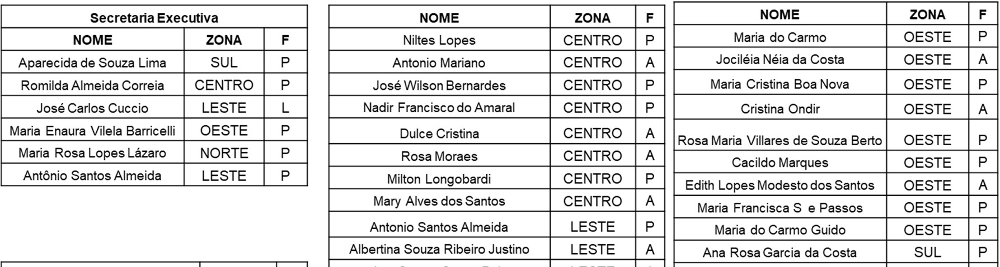 Secretaria Executiva
NOME ZONA F
Aparecida de Souza Lima SUL P
Romilda Almeida Correia CENTRO P
José Carlos Cuccio LESTE L
Maria Enaura Vilela Barricelli OESTE P
Maria Rosa Lopes Lázaro NORTE P
Antônio Santos Almeida LESTE P
NOME ZONA F
Niltes Lopes CENTRO P
Antonio Mariano CENTRO A
José Wilson Bernardes CENTRO P
Nadir Francisco do Amaral CENTRO P
Dulce Cristina CENTRO A
Rosa Moraes CENTRO A
Milton Longobardi CENTRO P
Mary Alves dos Santos CENTRO A
Antonio Santos Almeida LESTE P
Albertina Souza Ribeiro Justino LESTE A
NOME ZONA F
Maria do Carmo OESTE P
Jociléia Néia da Costa OESTE A
Maria Cristina Boa Nova OESTE P
Cristina Ondir OESTE A
Rosa Maria Villares de Souza Berto OESTE P
Cacildo Marques OESTE P
Edith Lopes Modesto dos Santos OESTE A
Maria Francisca S e Passos OESTE P
Maria do Carmo Guido OESTE P
Ana Rosa Garcia da Costa SUL P